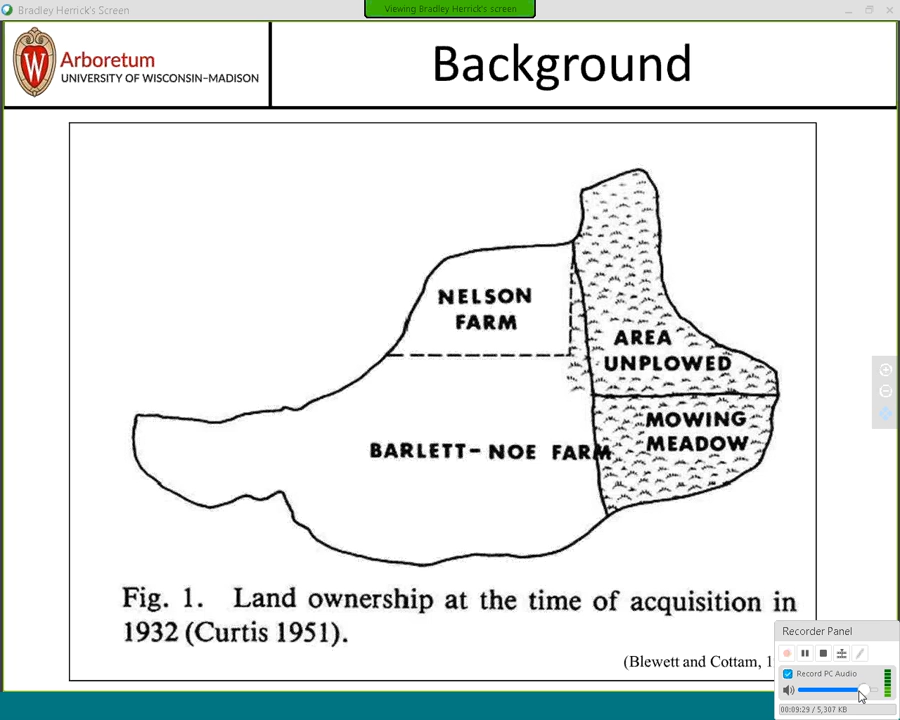 Bradley Herrick's Screen
Viewing Bradley Herrick's screen
W
Arboretum
UNIVERSITY OF WISCONSIN–MADISON
Background
NELSON
FARM
AREA
UNPLOWED
MOWING
MEADOW
BARLETT– NOE FARM
Fig. 1. Land ownership at the time of acquisition in
1932 (Curtis 1951).
(Blewett and Cottam, 1
Recorder Panel
Record PC Audio
00:09:29 / 5,307 KB